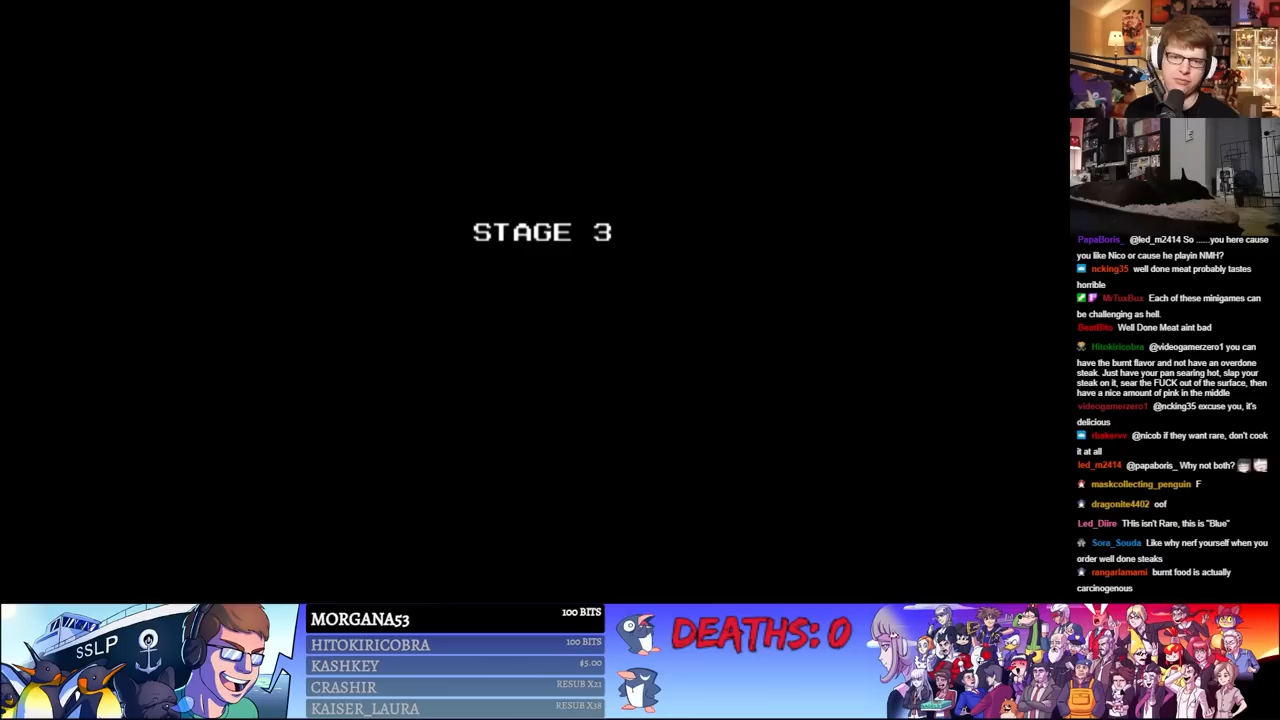 STAGE 3
PapaBoris_ @led_m2414 So ......you here cause
you like Nico or cause he playin NMH?
ncking35 well done meat probably tastes
horrible
MrTuxBux Each of these minigames can
be challenging as hell.
BeatBito Well Done Meat aint bad
Hitokiricobra @videogamerzero1 you can
have the burnt flavor and not have an overdone
steak. Just have your pan searing hot, slap your
steak on it, sear the FUCK out of the surface, then
have a nice amount of pink in the middle
videogamerzero1 @ncking35 excuse you, it's
delicious
rbakervv @nicob if they want rare, don't cook
it at all
led_m2414 @papaboris_ Why not both?
maskcollecting_penguin F
dragonite4402 oof
Led_Diire THis isn't Rare, this is "Blue"
Sora_Souda Like why nerf yourself when you
order well done steaks
rangarlamami burnt food is actually
carcinogenous
SSLP
MORGANA53 100 BITS
HITOKIRICOBRA 100 BITS
KASHKEY $5.00
CRASHIR RESUB X21
KAISER_LAURA RESUB X38
DEATHS: 0